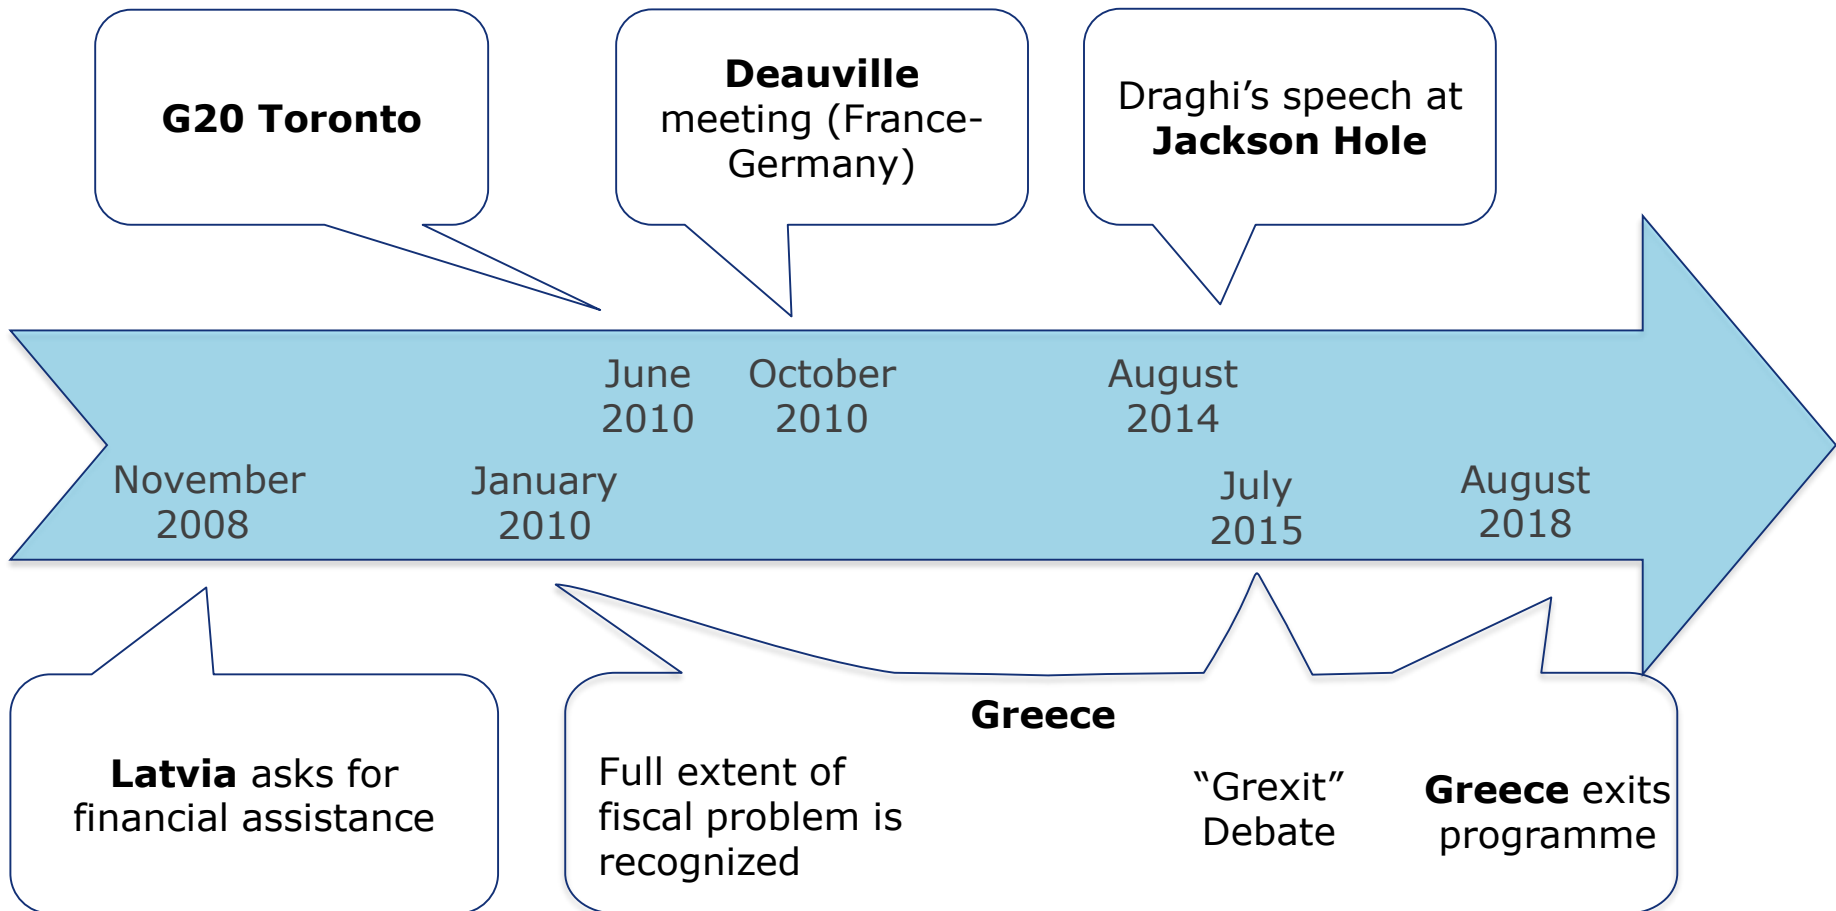 G20 Toronto
Deauville
meeting (France-
Germany)
Draghi’s speech at
Jackson Hole
June
2010
October
2010
August
2014
November
2008
January
2010
July
2015
August
2018
Latvia asks for
financial assistance
Greece
Full extent of
fiscal problem is
recognized
“Grexit”
Debate
Greece exits
programme